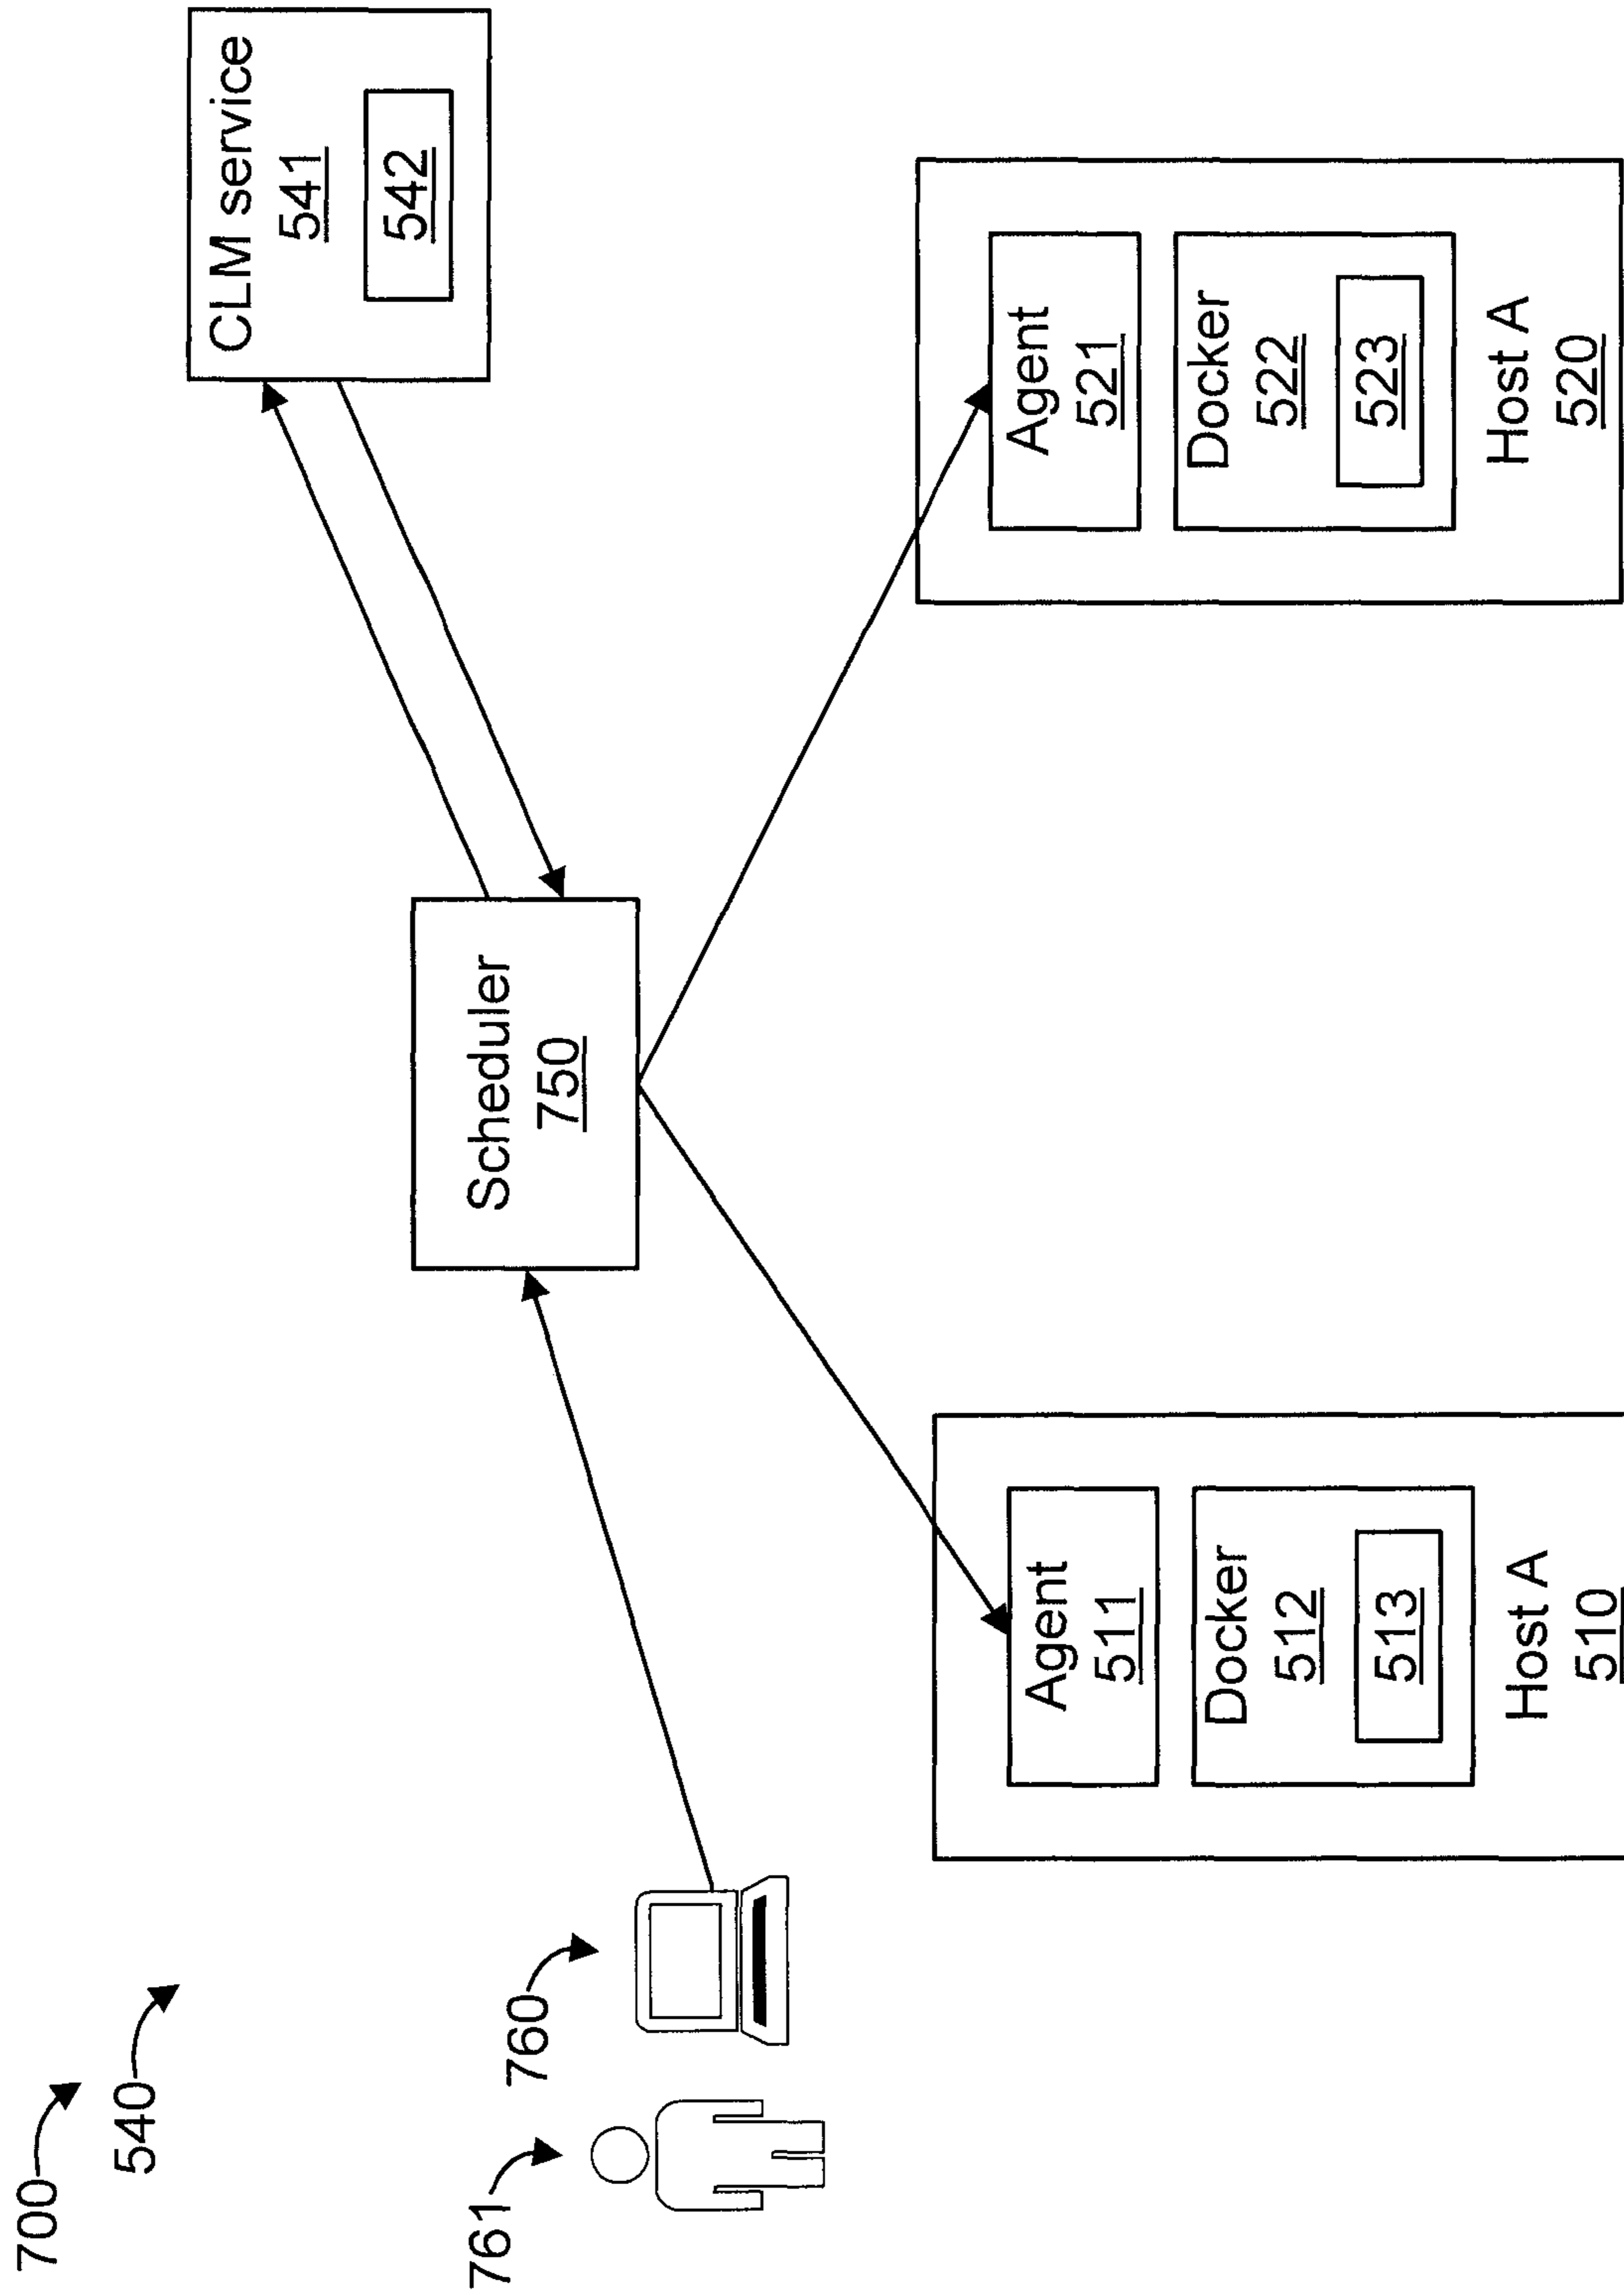 700
540
761
760
Scheduler
750
CLM service
541
542
Agent
511
Docker
512
513
Host A
510
Agent
521
Docker
522
523
Host A
520